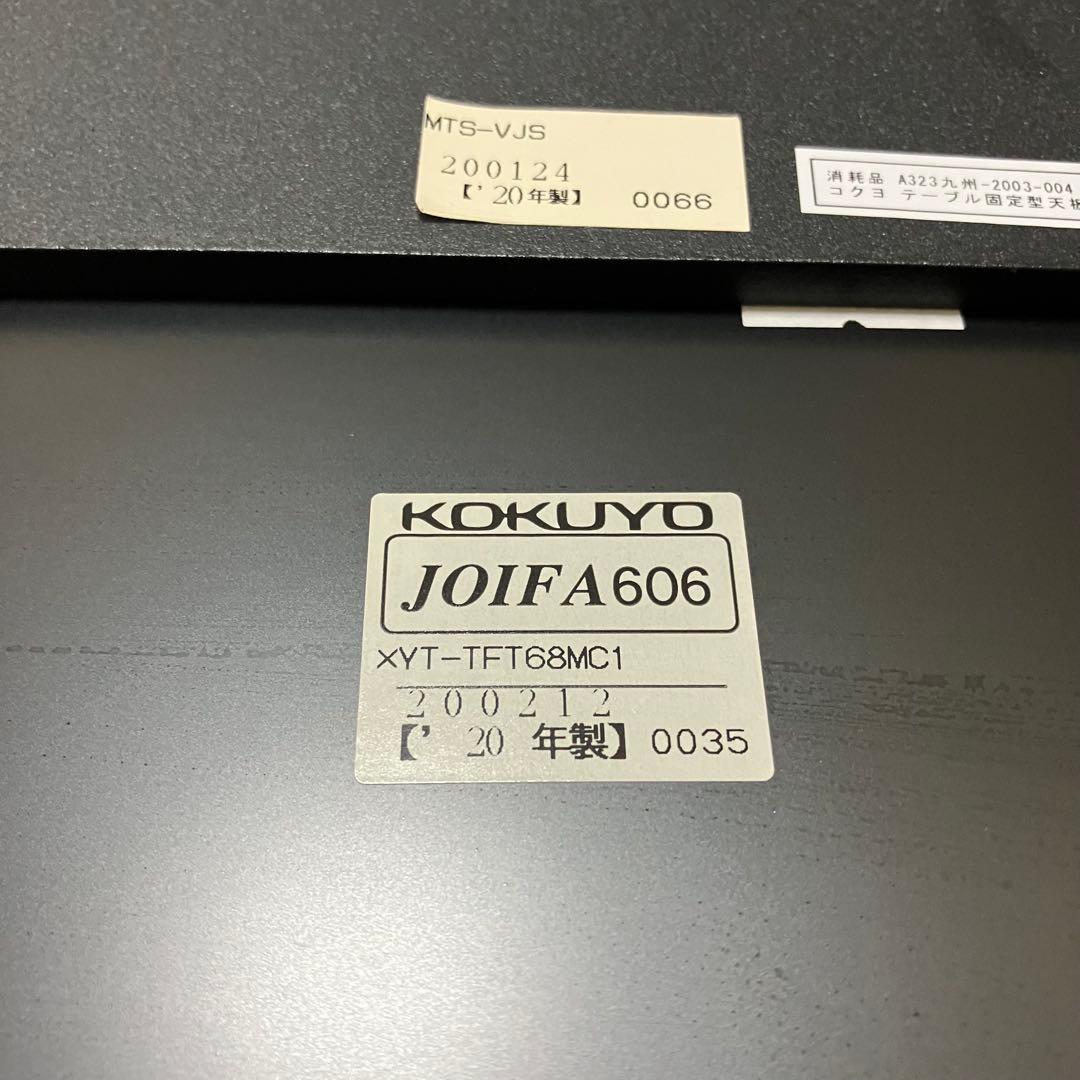 MTS-VJS
200124
【’20年製】 0066
消耗品 A323九州-2003-004
コクヨ テーブル固定型天板
KOKUYO
JOIFA606
XYT-TFT68MC1
200212
【’20 年製】0035